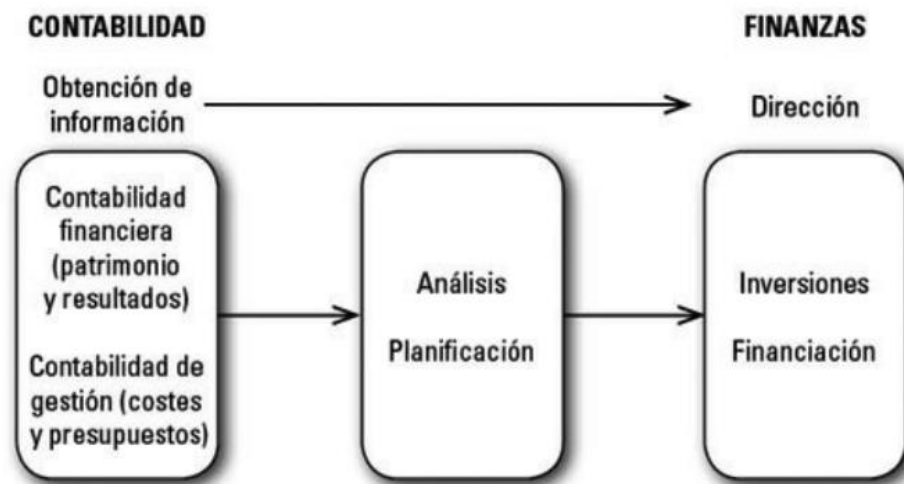 CONTABILIDAD
FINANZAS
Obtención de
información
Dirección
Contabilidad
financiera
(patrimonio
y resultados)
Contabilidad de
gestión (costes
y presupuestos)
Análisis
Planificación
Inversiones
Financiación